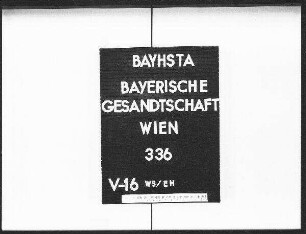 BAYHSTA
BAYERISCHE
GESANDTSCHAFT
WIEN
336
V-16 WS/EH